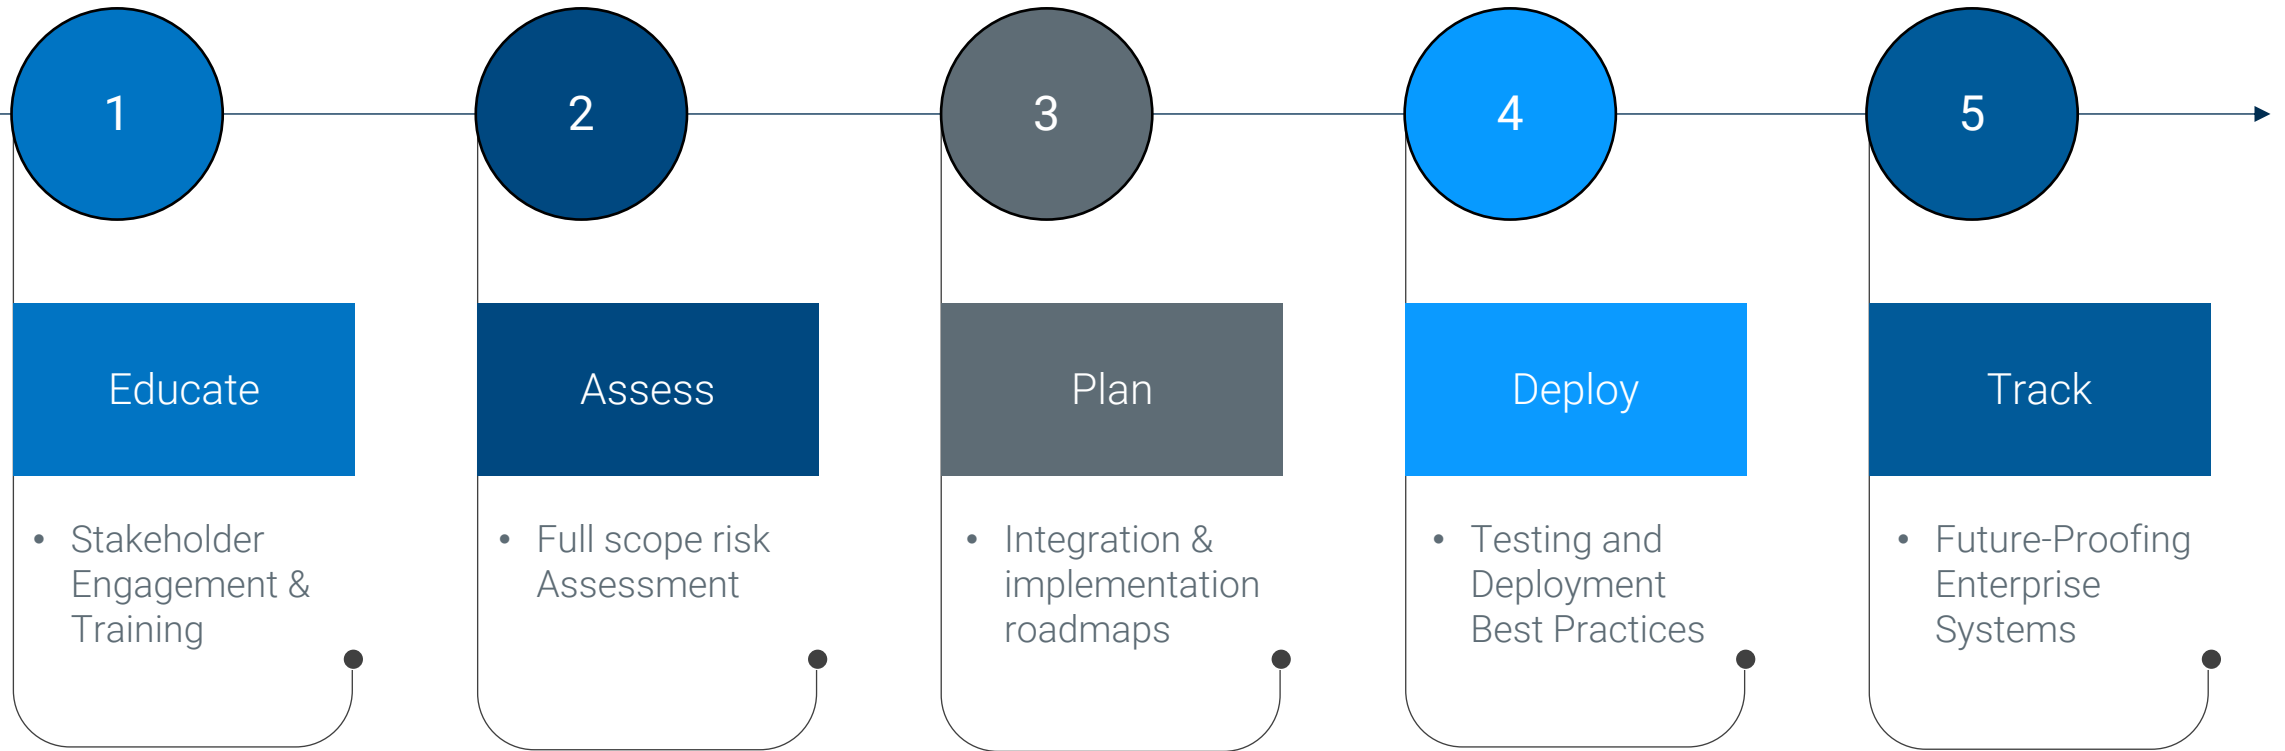 1
2
3
4
5
Educate
Assess
Plan
Deploy
Track
• Stakeholder
Engagement &
Training
• Full scope risk
Assessment
• Integration &
implementation
roadmaps
• Testing and
Deployment
Best Practices
• Future-Proofing
Enterprise
Systems